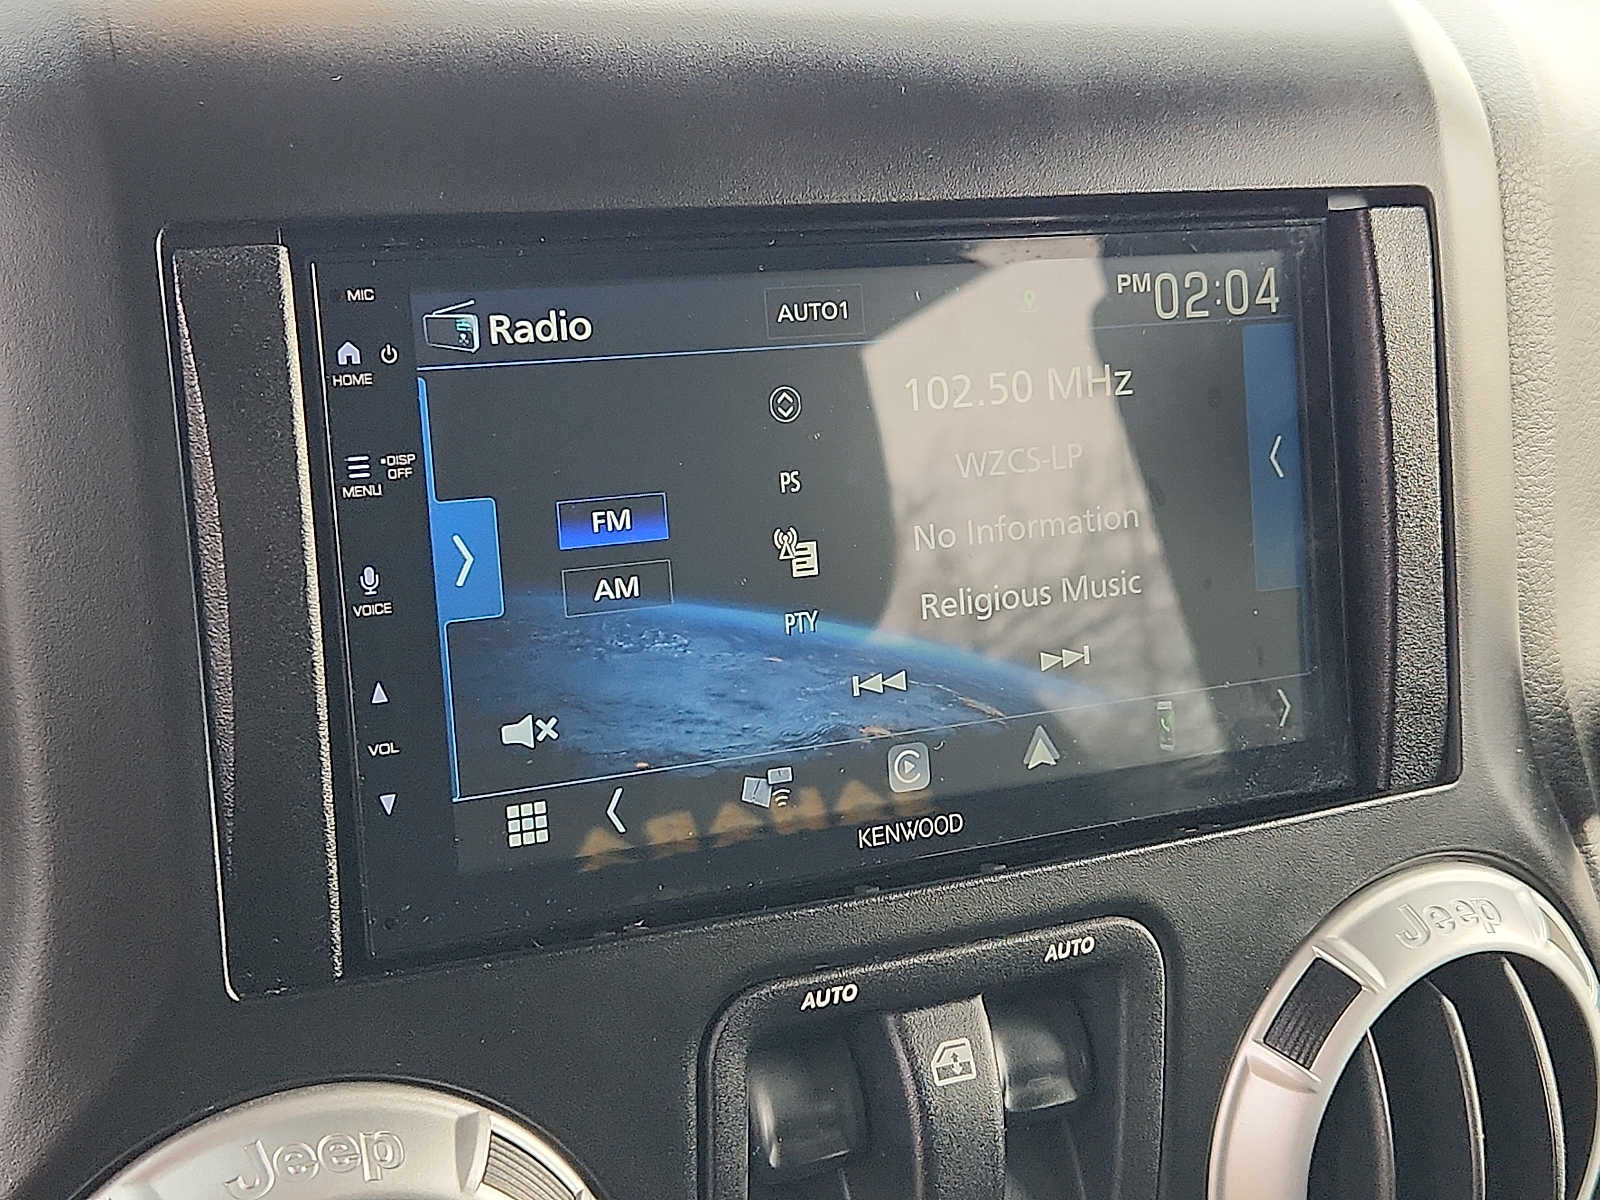 MIC
HOME
DISP
OFF
MENU
VOICE
VOL
Radio
AUTO1
PM 02:04
102.50 MHz
PS
WZCS-LP
No Information
PTY
Religious Music
FM
AM
KENWOOD
AUTO
AUTO
Jeep
Jeep